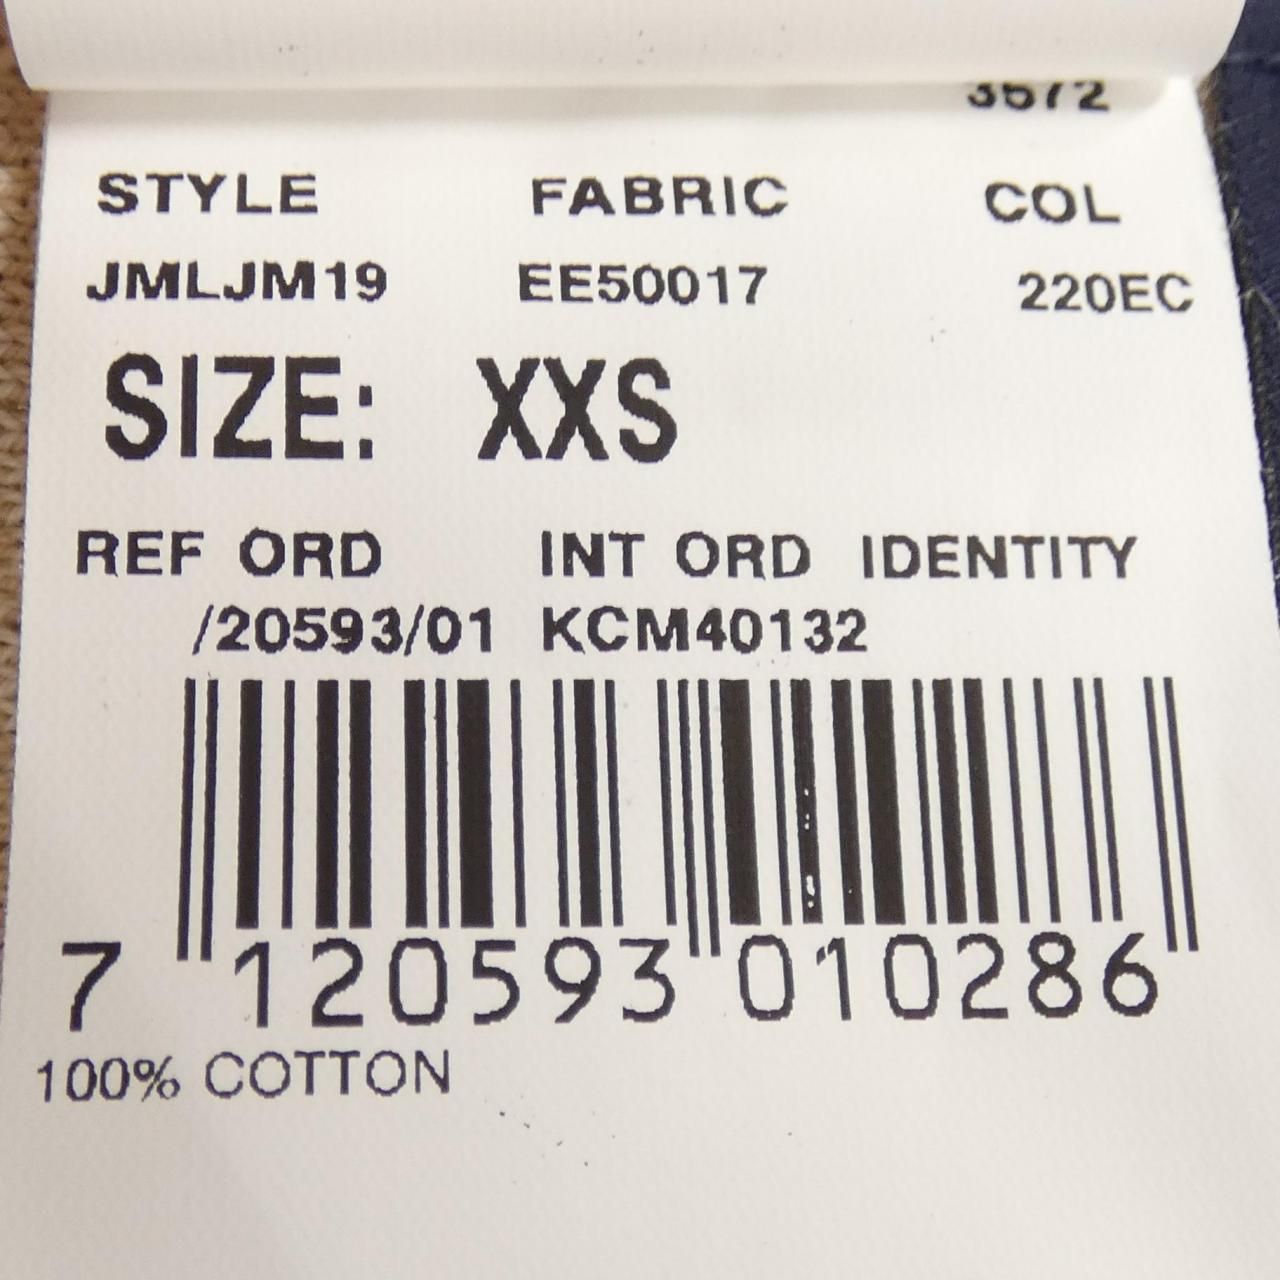 3672
STYLE FABRIC COL
JMLJM19 EE50017 220EC
SIZE: XXS
REF ORD INT ORD IDENTITY
/20593/01 KCM40132
7 120593 010286
100% COTTON